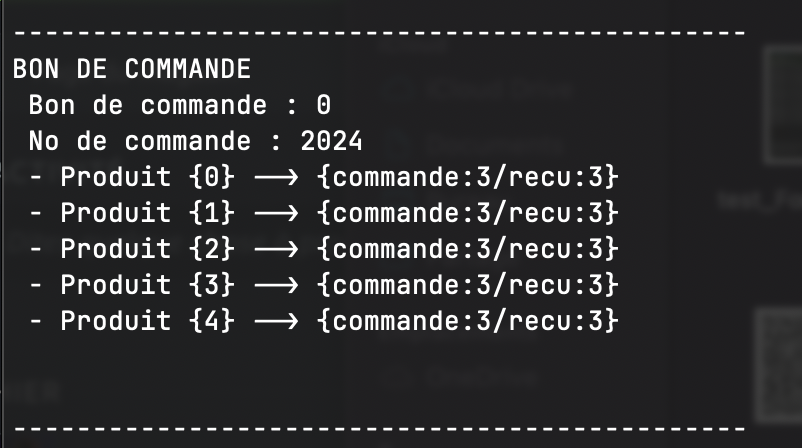 -----------------------------------------------
BON DE COMMANDE
Bon de commande : 0
No de commande : 2024
- Produit {0} --> {commande:3/recu:3}
- Produit {1} --> {commande:3/recu:3}
- Produit {2} --> {commande:3/recu:3}
- Produit {3} --> {commande:3/recu:3}
- Produit {4} --> {commande:3/recu:3}
-----------------------------------------------